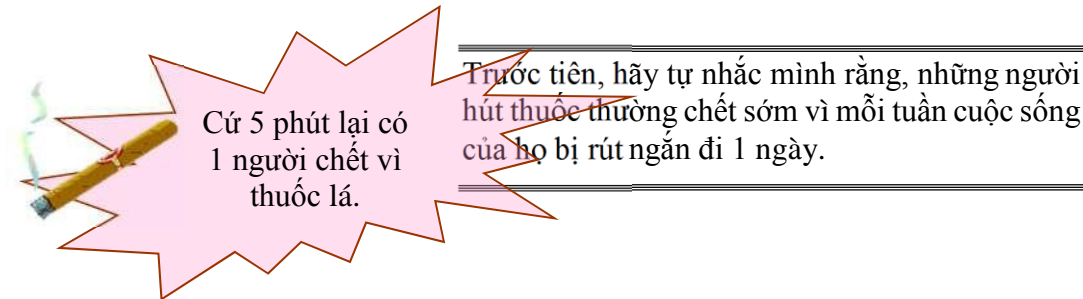 Cứ 5 phút lại có
1 người chết vì
thuốc lá.
Trước tiên, hãy tự nhắc mình rằng, những người
hút thuốc thường chết sớm vì mỗi tuần cuộc sống
của họ bị rút ngắn đi 1 ngày.